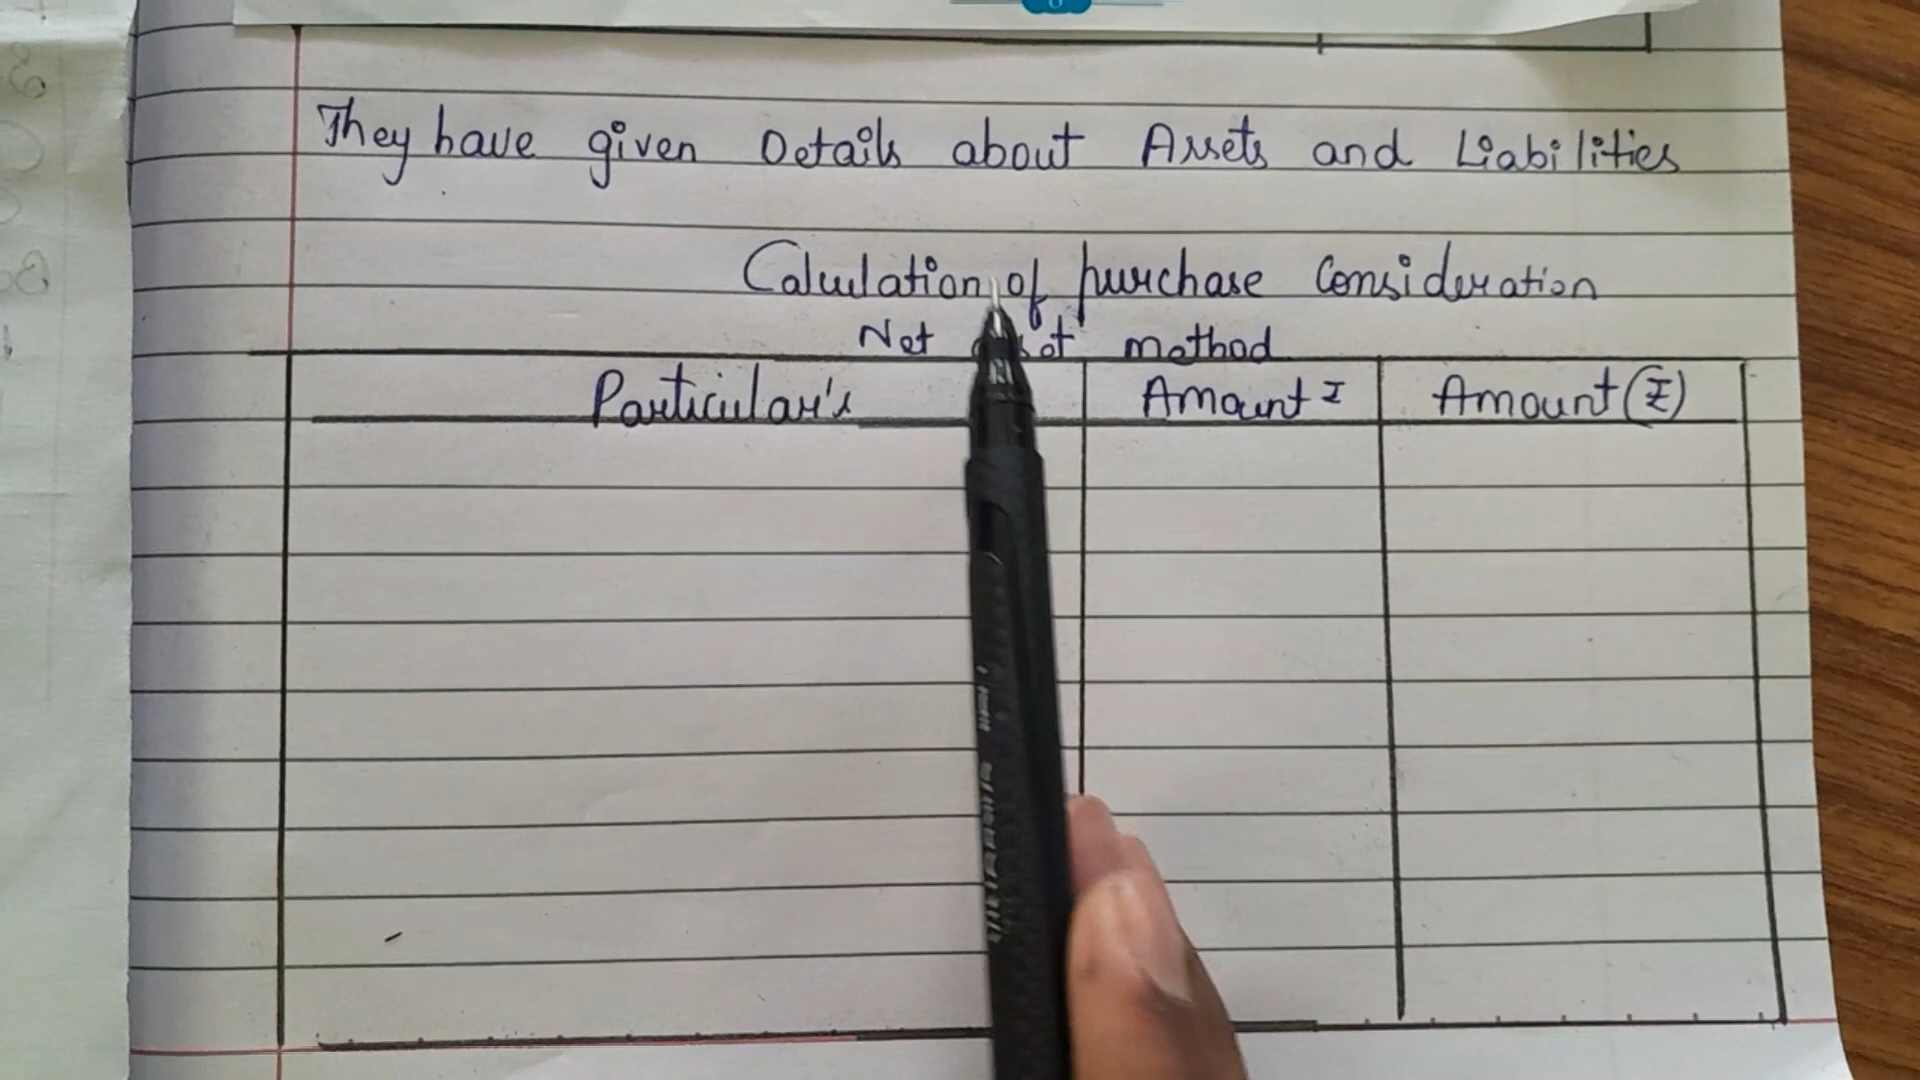 They have given Details about Assets and Liabilities
Calculation of purchase Consideration
Net method
Particular's Amount ₹ Amount (₹)